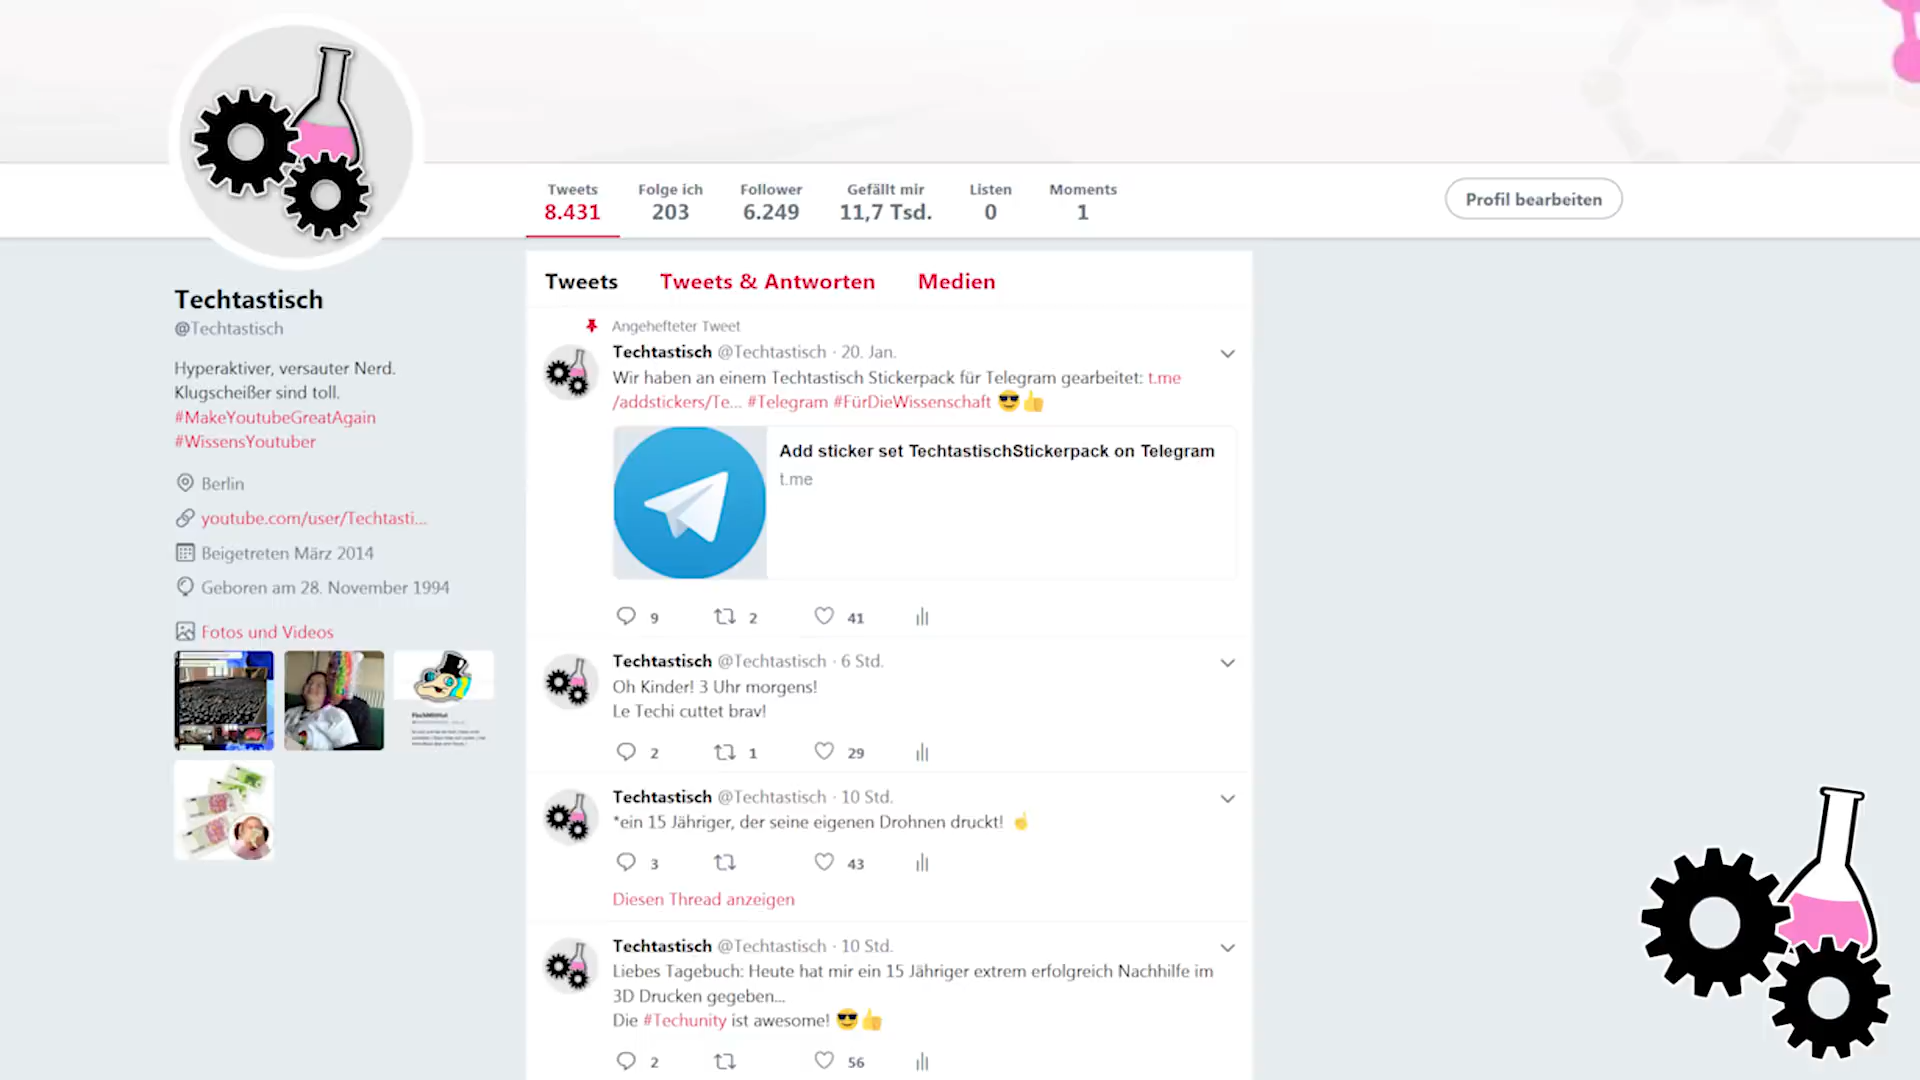 Tweets
8.431
Folge ich
203
Follower
6.249
Gefällt mir
11,7 Tsd.
Listen
0
Moments
1
Profil bearbeiten
Techtastisch
@Techtastisch
Hyperaktiver, versauter Nerd.
Klugscheißer sind toll.
#MakeYoutubeGreatAgain
#WissensYoutuber
Berlin
youtube.com/user/Techtasti...
Beigetreten März 2014
Geboren am 28. November 1994
Fotos und Videos
Tweets Tweets & Antworten Medien
Angehefteter Tweet
Techtastisch @Techtastisch · 20. Jan.
Wir haben an einem Techtastisch Stickerpack für Telegram gearbeitet: t.me
/addstickers/Te... #Telegram #FürDieWissenschaft 😎👍
Add sticker set TechtastischStickerpack on Telegram
t.me
9 2 41
Techtastisch @Techtastisch · 6 Std.
Oh Kinder! 3 Uhr morgens!
Le Techi cuttet brav!
2 1 29
Techtastisch @Techtastisch · 10 Std.
*ein 15 Jähriger, der seine eigenen Drohnen druckt! ☝
3 43
Diesen Thread anzeigen
Techtastisch @Techtastisch · 10 Std.
Liebes Tagebuch: Heute hat mir ein 15 Jähriger extrem erfolgreich Nachhilfe im
3D Drucken gegeben...
Die #Techunity ist awesome! 😎👍
2 56